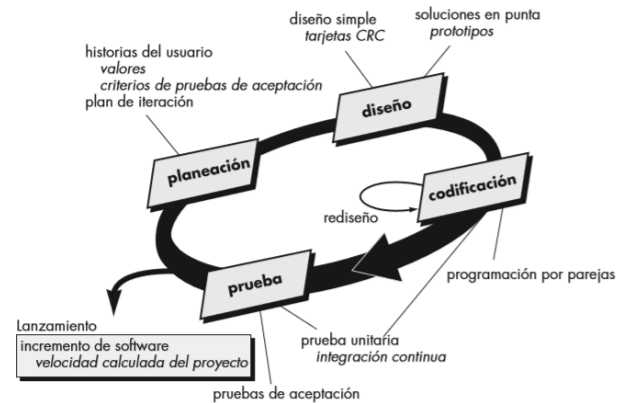 diseño simple
tarjetas CRC
soluciones en punta
prototipos
historias del usuario
valores
criterios de pruebas de aceptación
plan de iteración
diseño
planeación
codificación
rediseño
prueba
programación por parejas
Lanzamiento
incremento de software
velocidad calculada del proyecto
prueba unitaria
integración continua
pruebas de aceptación